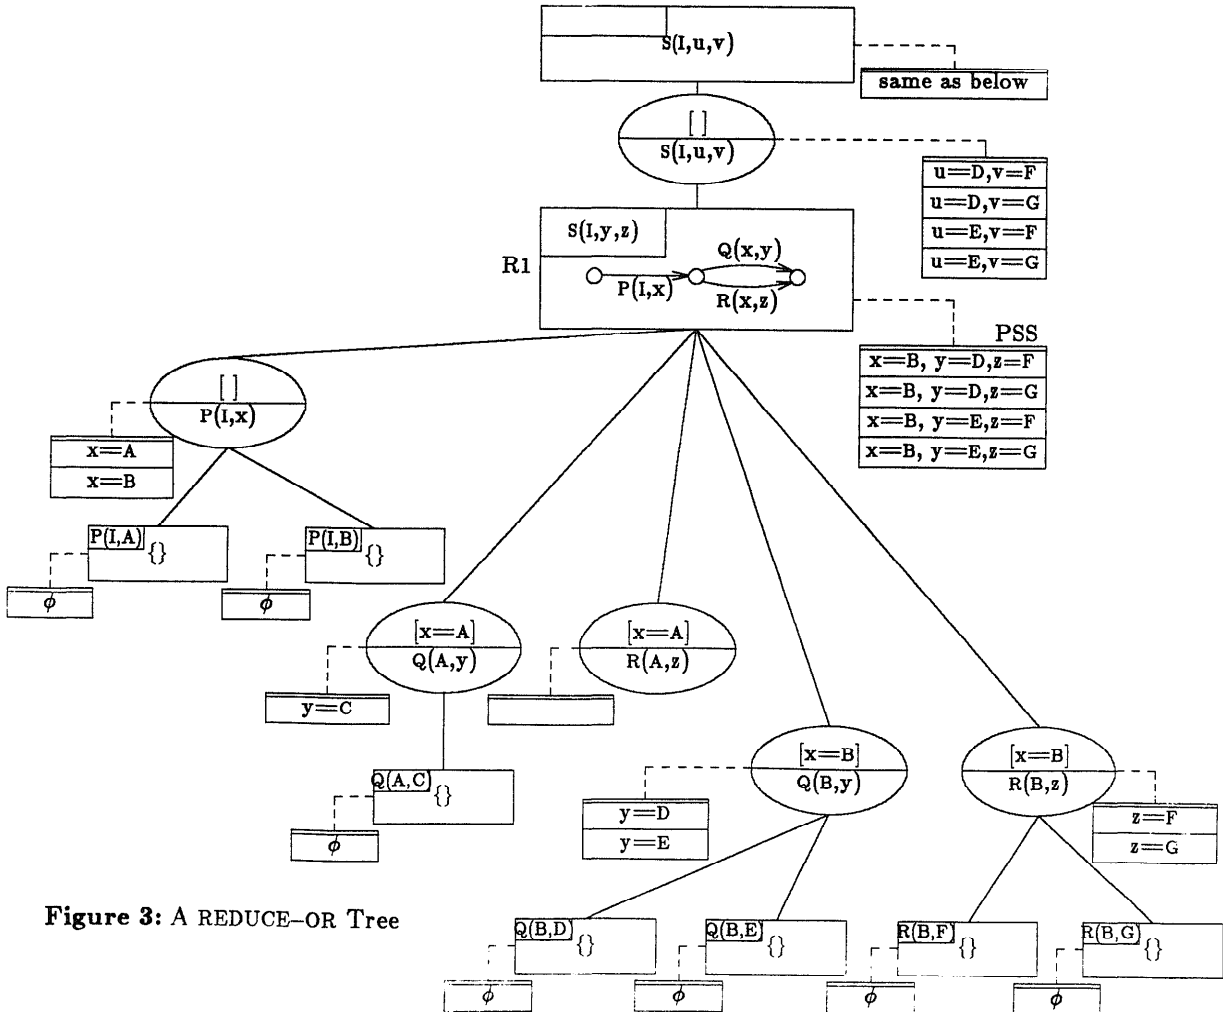 S(I,u,v)
same as below
[ ]
S(I,u,v)
u=D,v=F
u=D,v=G
u=E,v=F
u=E,v=G
S(I,y,z)
R1
P(I,x)
Q(x,y)
R(x,z)
PSS
x=B, y=D,z=F
x=B, y=D,z=G
x=B, y=E,z=F
x=B, y=E,z=G
[ ]
P(I,x)
x=A
x=B
P(I,A)
{}
ϕ
P(I,B)
{}
ϕ
[x=A]
Q(A,y)
y=C
Q(A,C)
{}
ϕ
[x=A]
R(A,z)
[x=B]
Q(B,y)
y=D
y=E
[x=B]
R(B,z)
z=F
z=G
Q(B,D)
{}
ϕ
Q(B,E)
{}
ϕ
R(B,F)
{}
ϕ
R(B,G)
{}
ϕ
Figure 3: A REDUCE–OR Tree